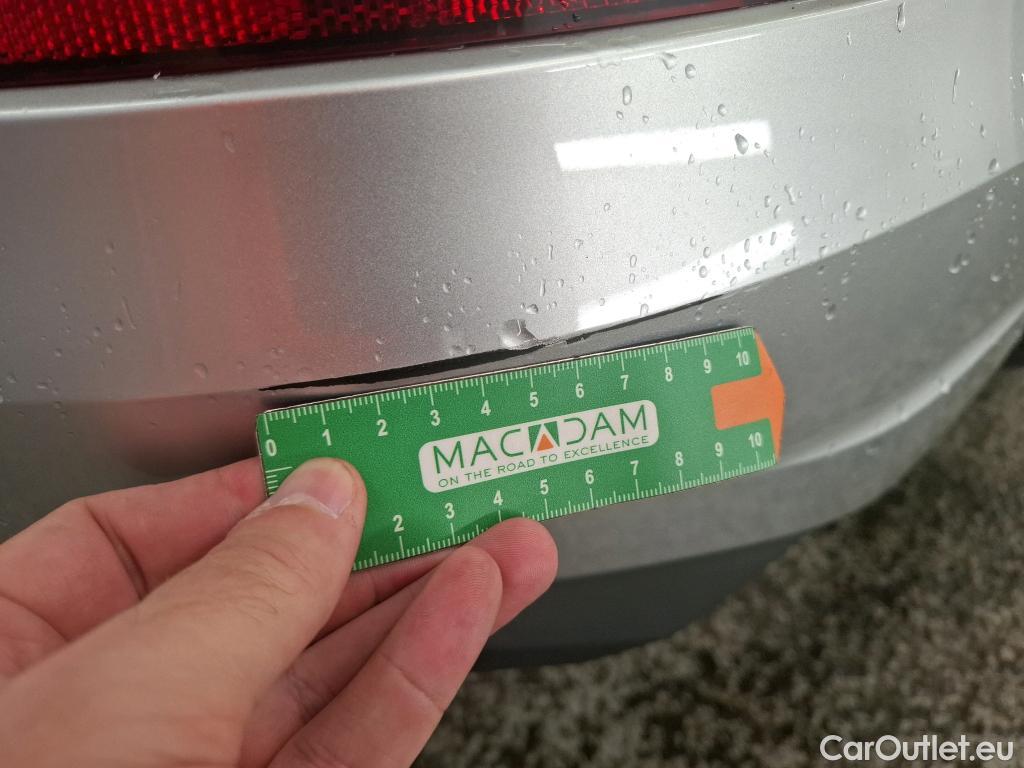 0 1 2 3 4 5 6 7 8 9 10
MACADAM
ON THE ROAD TO EXCELLENCE
2 3 4 5 6 7 8 9 10
CarOutlet.eu